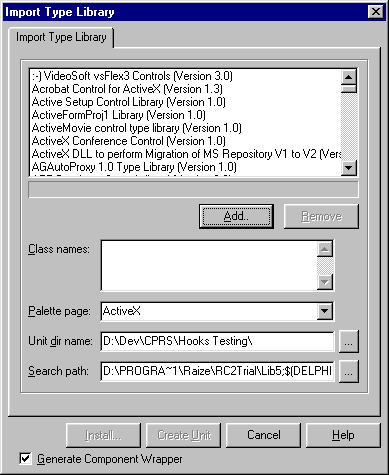 Import Type Library
Import Type Library
:-) VideoSoft vsFlex3 Controls (Version 3.0)
Acrobat Control for ActiveX (Version 1.3)
Active Setup Control Library (Version 1.0)
ActiveFormProj1 Library (Version 1.0)
ActiveMovie control type library (Version 1.0)
ActiveX Conference Control (Version 1.0)
ActiveX DLL to perform Migration of MS Repository V1 to V2 (Vers
AGAutoProxy 1.0 Type Library (Version 1.0)
Add..
Remove
Class names:
Palette page:
ActiveX
Unit dir name:
D:\Dev\CPRS\Hooks Testing\
...
Search path:
D:\PROGRA~1\Raize\RC2Trial\Lib5;$(DELPHI
...
Install...
Create Unit
Cancel
Help
Generate Component Wrapper